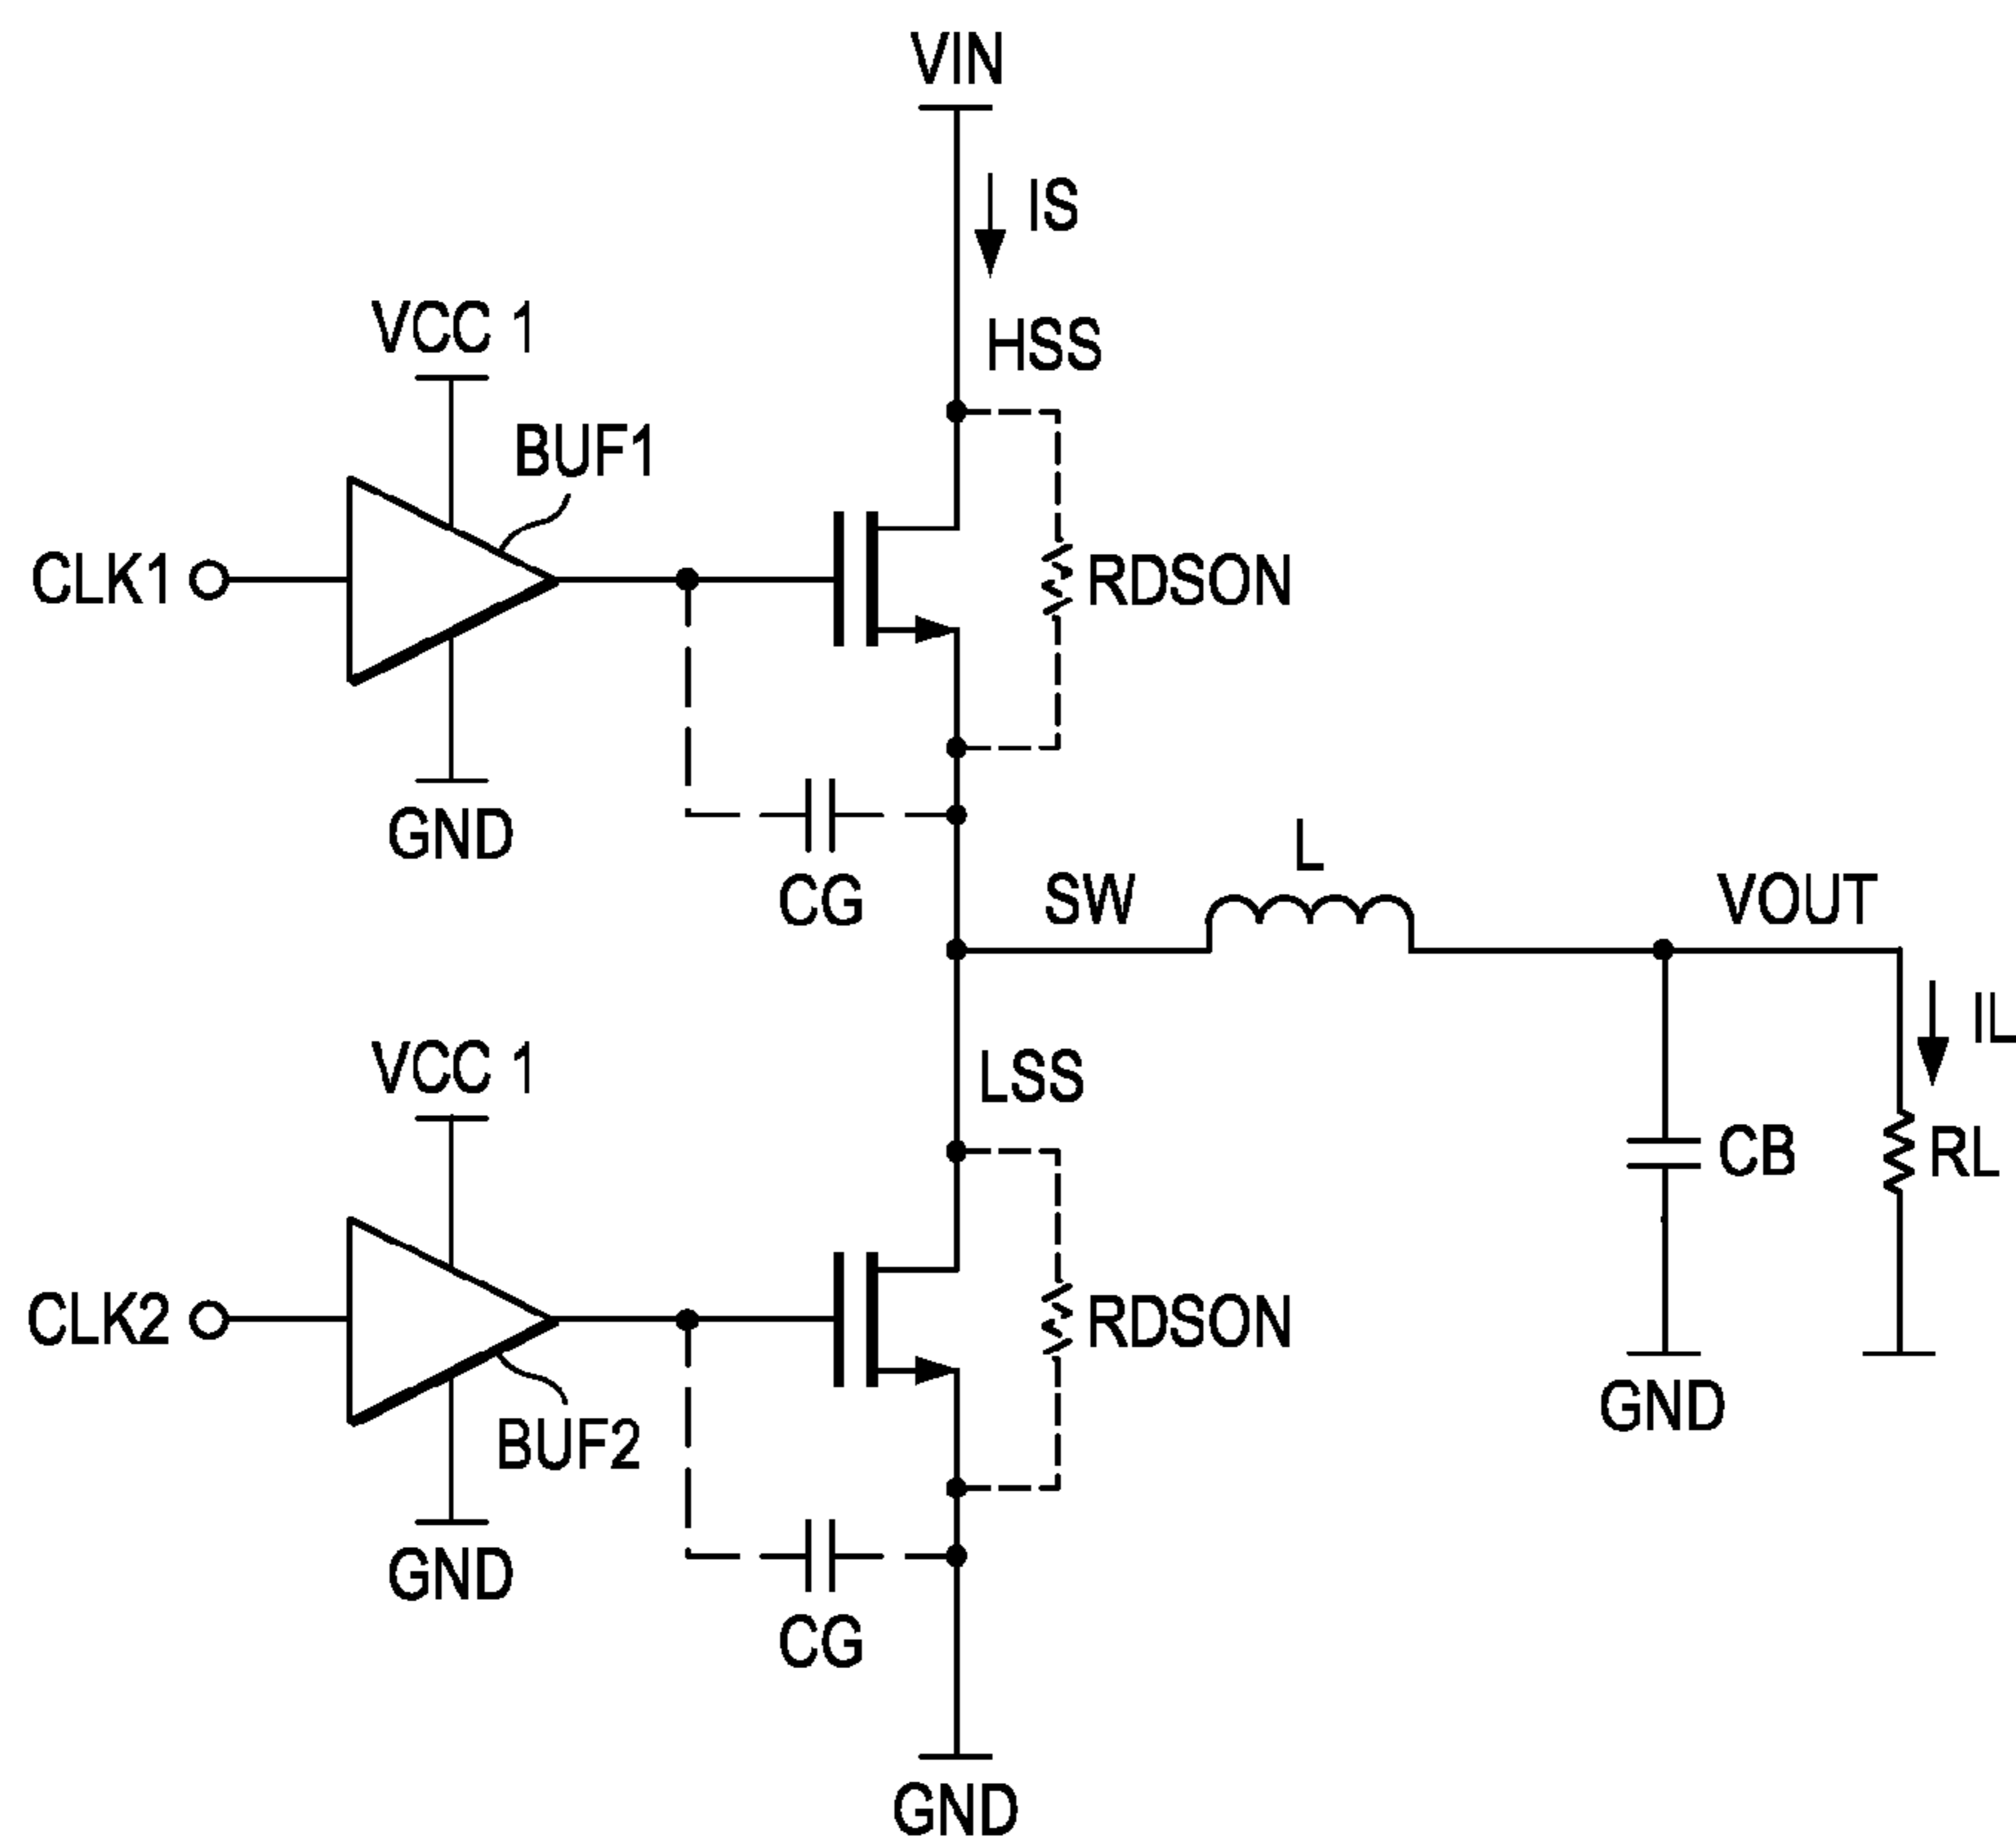 VIN
IS
HSS
VCC 1
BUF1
CLK1
RDSON
GND
CG
SW
L
VOUT
IL
LSS
VCC 1
CB
RL
CLK2
RDSON
BUF2
GND
GND
CG
GND